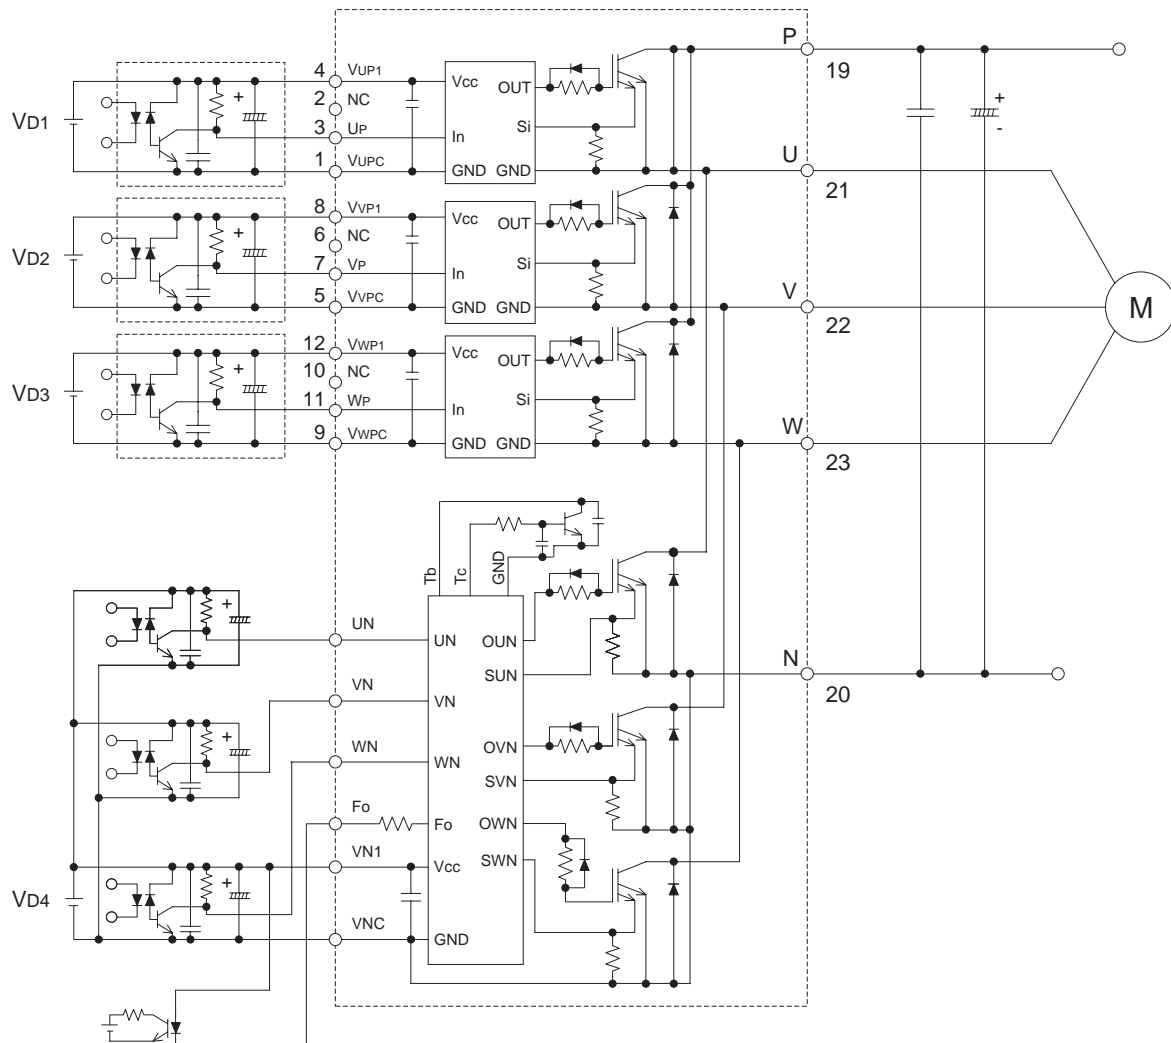 P
19
4 VUP1
Vcc
OUT
+
2 NC
+
VD1
3 UP
In
Si
-
1 VUPC
GND GND
U
21
8 VVP1
Vcc
OUT
6 NC
+
VD2
7 VP
In
Si
5 VVPC
GND GND
V
22
M
12 VWP1
Vcc
OUT
10 NC
+
VD3
11 WP
In
Si
9 VWPC
GND GND
W
23
Tb
Tc
GND
+
UN
UN
OUN
SUN
N
20
VN
VN
+
WN
WN
OVN
SVN
Fo
Fo
OWN
VN1
Vcc
SWN
+
VD4
VNC
GND